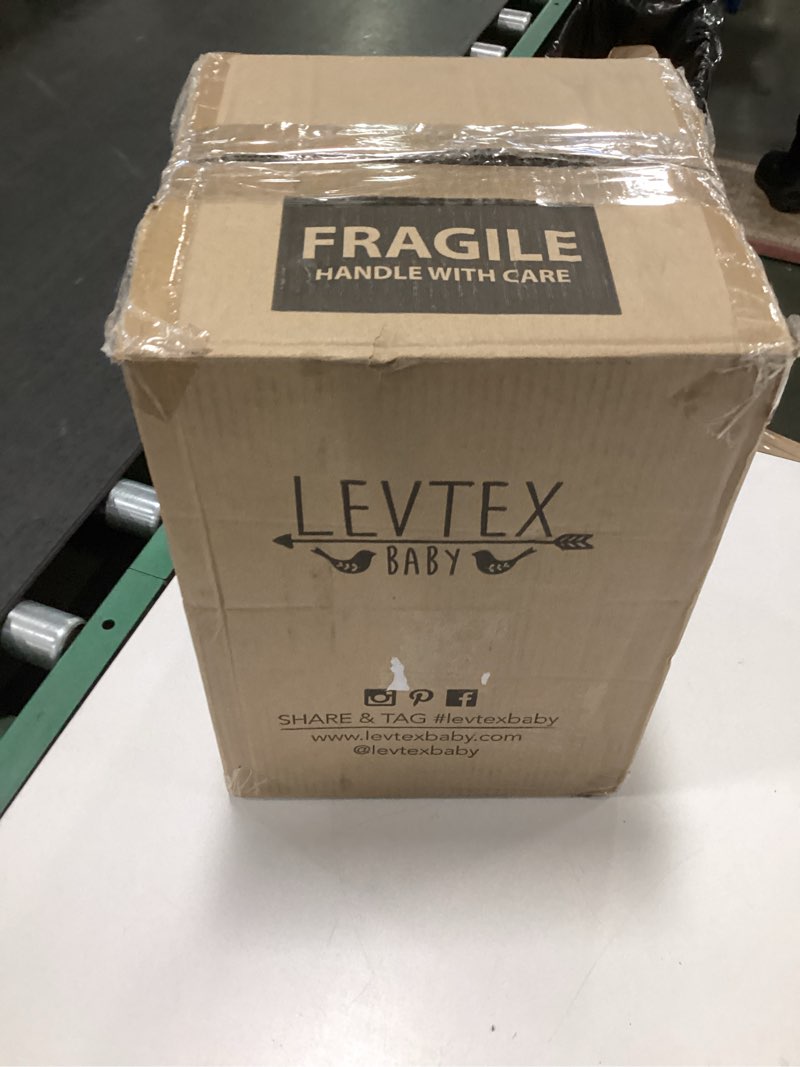 FRAGILE
HANDLE WITH CARE
LEVTEX
BABY
SHARE & TAG #levtexbaby
www.levtexbaby.com
@levtexbaby